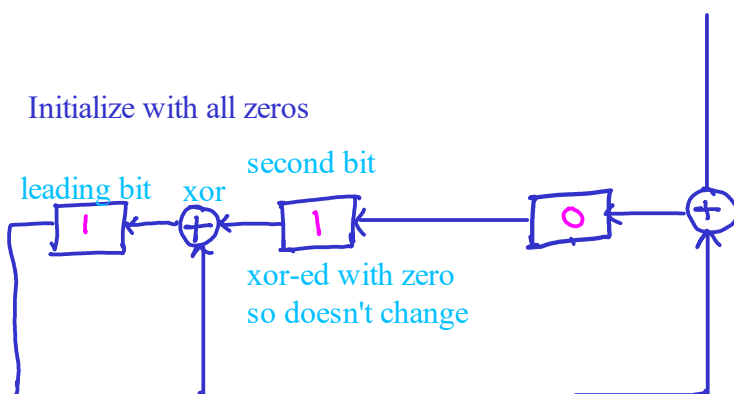 Initialize with all zeros
second bit
leading bit xor
1 + 1 0 +
xor-ed with zero
so doesn't change